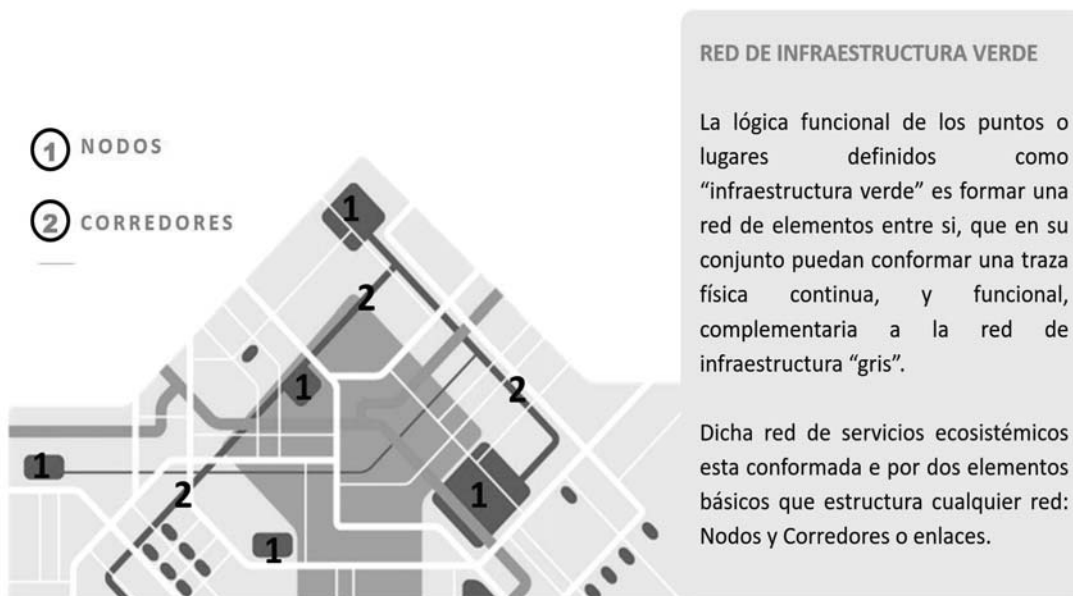 1 NODOS
2 CORREDORES
1
2
1
2
1
2
1
1
RED DE INFRAESTRUCTURA VERDE
La lógica funcional de los puntos o
lugares definidos como
“infraestructura verde” es formar una
red de elementos entre si, que en su
conjunto puedan conformar una traza
física continua, y funcional,
complementaria a la red de
infraestructura “gris”.
Dicha red de servicios ecosistémicos
esta conformada e por dos elementos
básicos que estructura cualquier red:
Nodos y Corredores o enlaces.